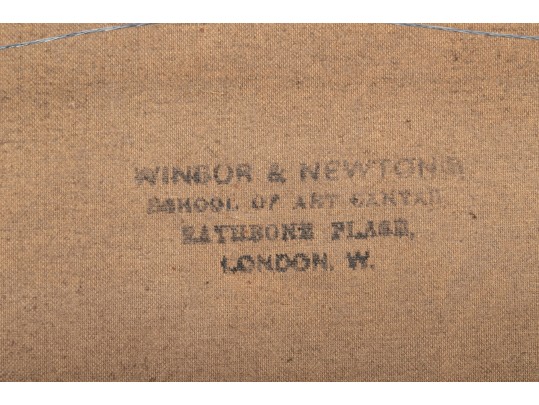 WINSOR & NEWTON'S
SCHOOL OF ART CANVAS
RATHBONE PLACE,
LONDON. W.